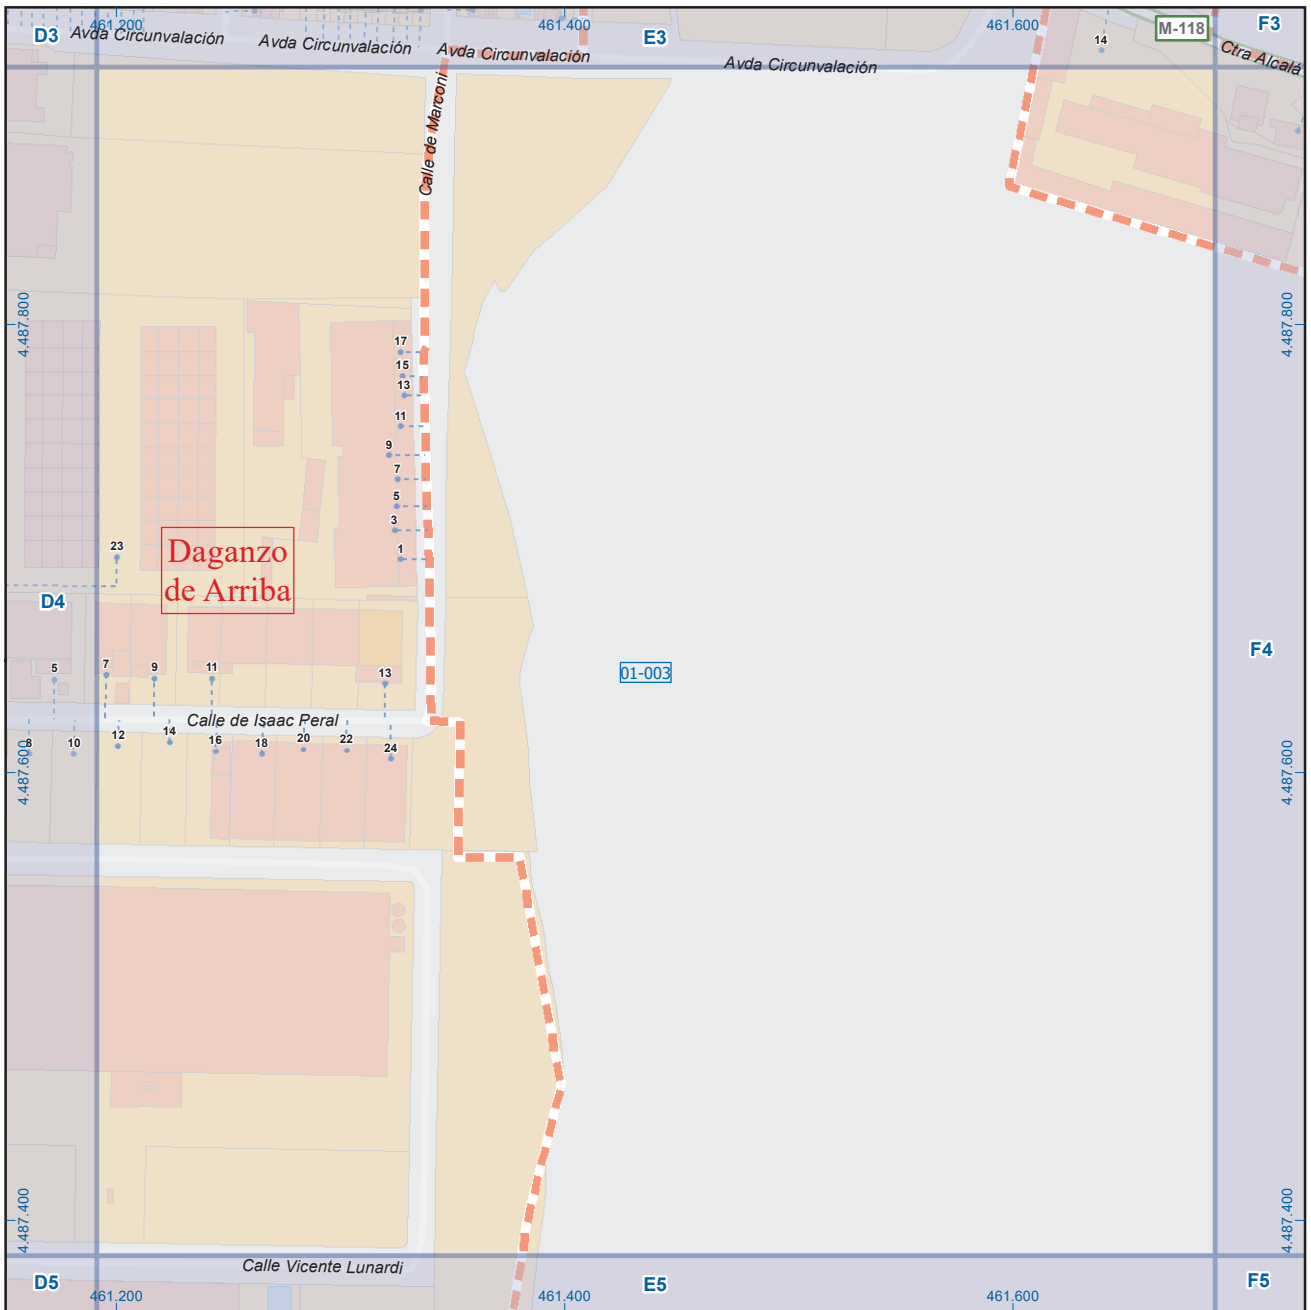 D3
461.200
461.400
E3
461.600
M-118
F3
Avda Circunvalación
Avda Circunvalación
Avda Circunvalación
Avda Circunvalación
14
Ctra Alcalá
Calle de Marconi
4.487.800
4.487.800
17
15
13
11
9
7
5
3
1
23
Daganzo
de Arriba
D4
F4
01-003
5
7
9
11
13
Calle de Isaac Peral
8
10
12
14
16
18
20
22
24
4.487.600
4.487.600
4.487.400
4.487.400
Calle Vicente Lunardi
D5
461.200
461.400
E5
461.600
F5